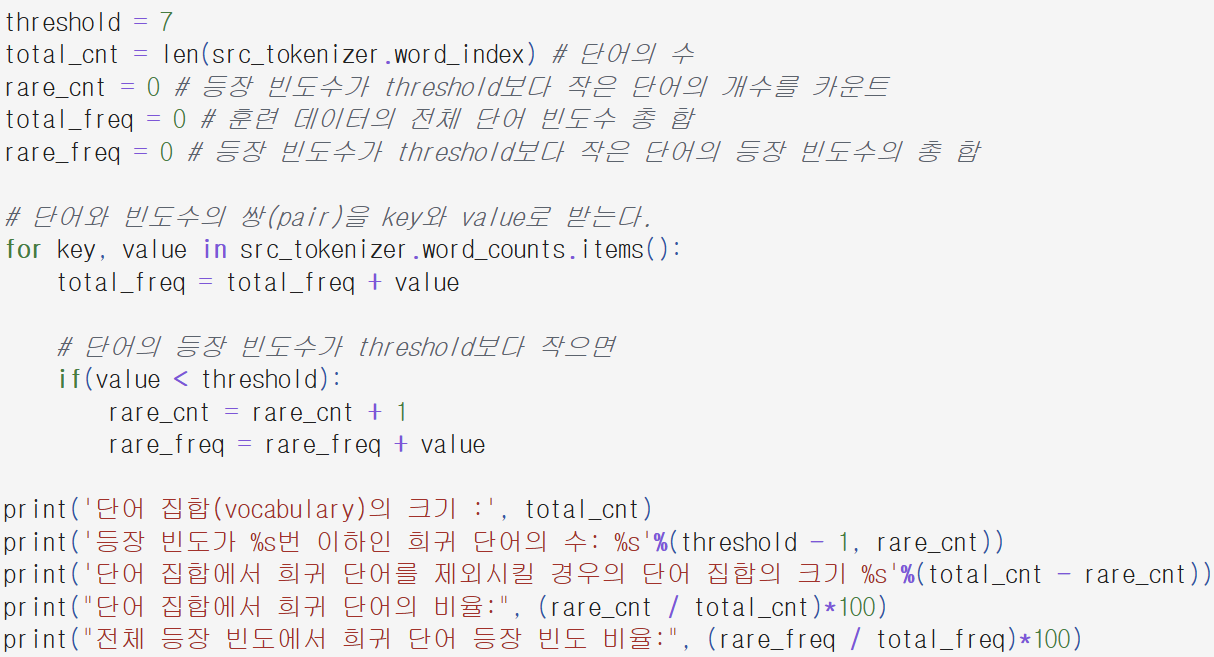 threshold = 7
total_cnt = len(src_tokenizer.word_index) # 단어의 수
rare_cnt = 0 # 등장 빈도수가 threshold보다 작은 단어의 개수를 카운트
total_freq = 0 # 훈련 데이터의 전체 단어 빈도수 총 합
rare_freq = 0 # 등장 빈도수가 threshold보다 작은 단어의 등장 빈도수의 총 합

# 단어와 빈도수의 쌍(pair)을 key와 value로 받는다.
for key, value in src_tokenizer.word_counts.items():
    total_freq = total_freq + value

    # 단어의 등장 빈도수가 threshold보다 작으면
    if(value < threshold):
        rare_cnt = rare_cnt + 1
        rare_freq = rare_freq + value

print('단어 집합(vocabulary)의 크기 :', total_cnt)
print('등장 빈도가 %s번 이하인 희귀 단어의 수: %s'%(threshold - 1, rare_cnt))
print('단어 집합에서 희귀 단어를 제외시킬 경우의 단어 집합의 크기 %s'%(total_cnt - rare_cnt))
print("단어 집합에서 희귀 단어의 비율:", (rare_cnt / total_cnt)*100)
print("전체 등장 빈도에서 희귀 단어 등장 빈도 비율:", (rare_freq / total_freq)*100)